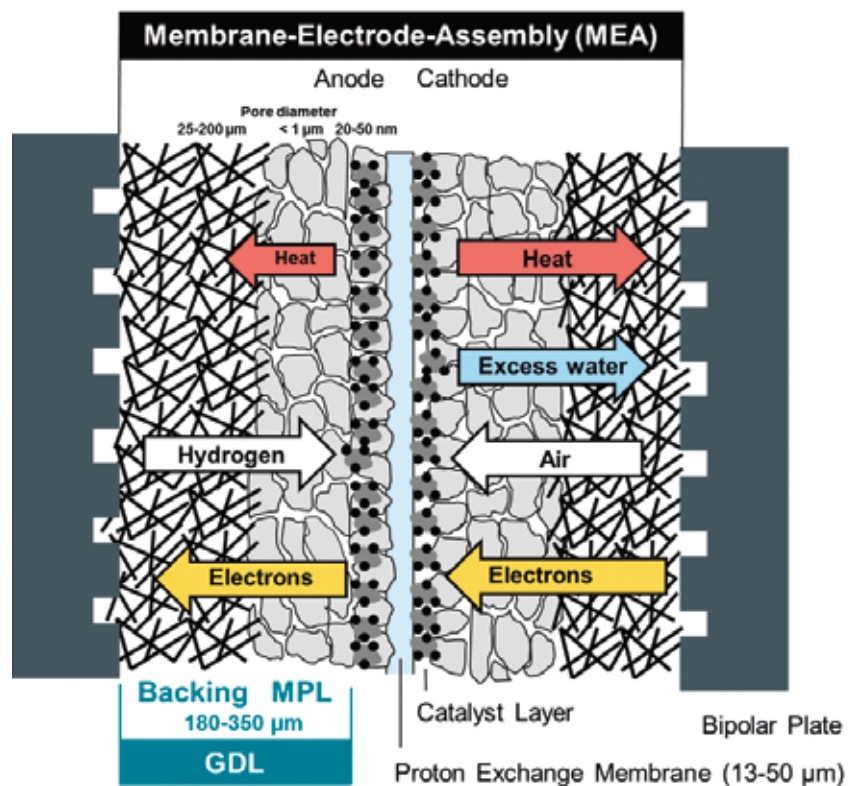 Membrane-Electrode-Assembly (MEA)
Anode Cathode
Pore diameter
25-200 µm < 1 µm 20-50 nm
Heat Heat
Excess water
Hydrogen Air
Electrons Electrons
Backing MPL
180-350 µm
GDL
Catalyst Layer
Bipolar Plate
Proton Exchange Membrane (13-50 µm)